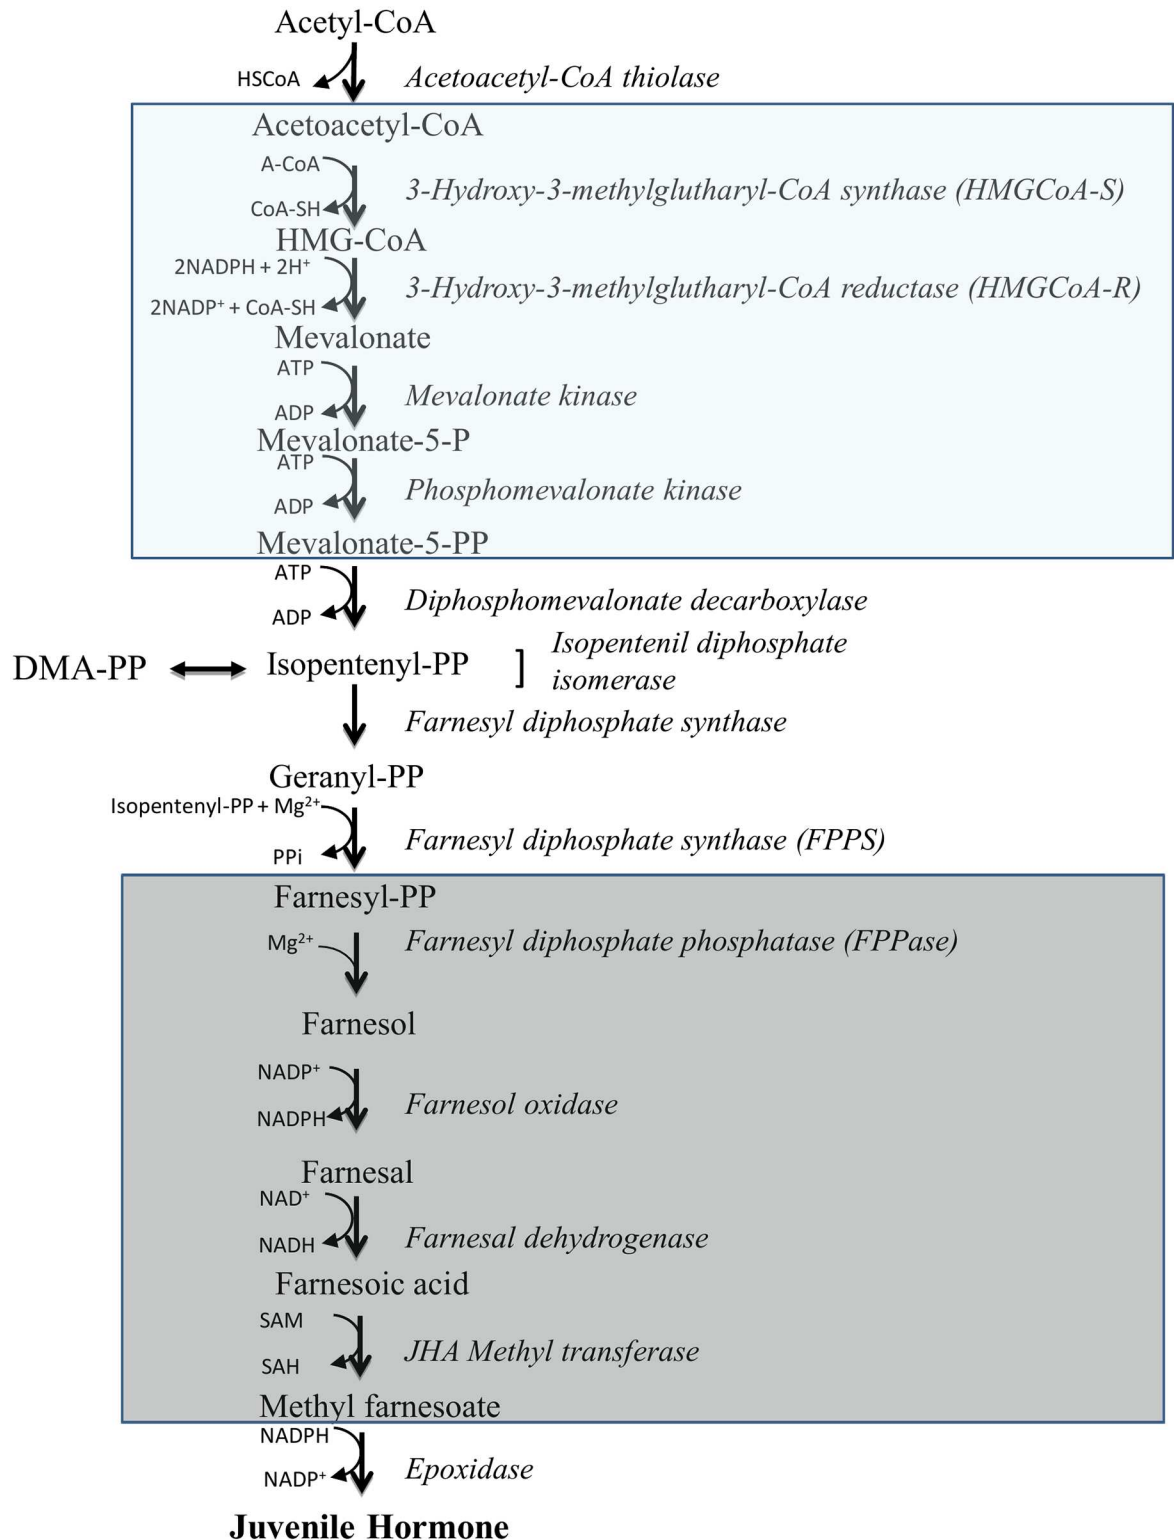 Acetyl-CoA
HSCoA
Acetoacetyl-CoA thiolase
Acetoacetyl-CoA
A-CoA
3-Hydroxy-3-methylglutharyl-CoA synthase (HMGCoA-S)
CoA-SH
HMG-CoA
2NADPH + 2H⁺
3-Hydroxy-3-methylglutharyl-CoA reductase (HMGCoA-R)
2NADP⁺ + CoA-SH
Mevalonate
ATP
Mevalonate kinase
ADP
Mevalonate-5-P
ATP
Phosphomevalonate kinase
ADP
Mevalonate-5-PP
ATP
Diphosphomevalonate decarboxylase
ADP
DMA-PP
Isopentenyl-PP
]
Isopentenil diphosphate
isomerase
Farnesyl diphosphate synthase
Geranyl-PP
Isopentenyl-PP + Mg²⁺
Farnesyl diphosphate synthase (FPPS)
PPi
Farnesyl-PP
Mg²⁺
Farnesyl diphosphate phosphatase (FPPase)
Farnesol
NADP⁺
Farnesol oxidase
NADPH
Farnesal
NAD⁺
Farnesal dehydrogenase
NADH
Farnesoic acid
SAM
JHA Methyl transferase
SAH
Methyl farnesoate
NADPH
Epoxidase
NADP⁺
Juvenile Hormone